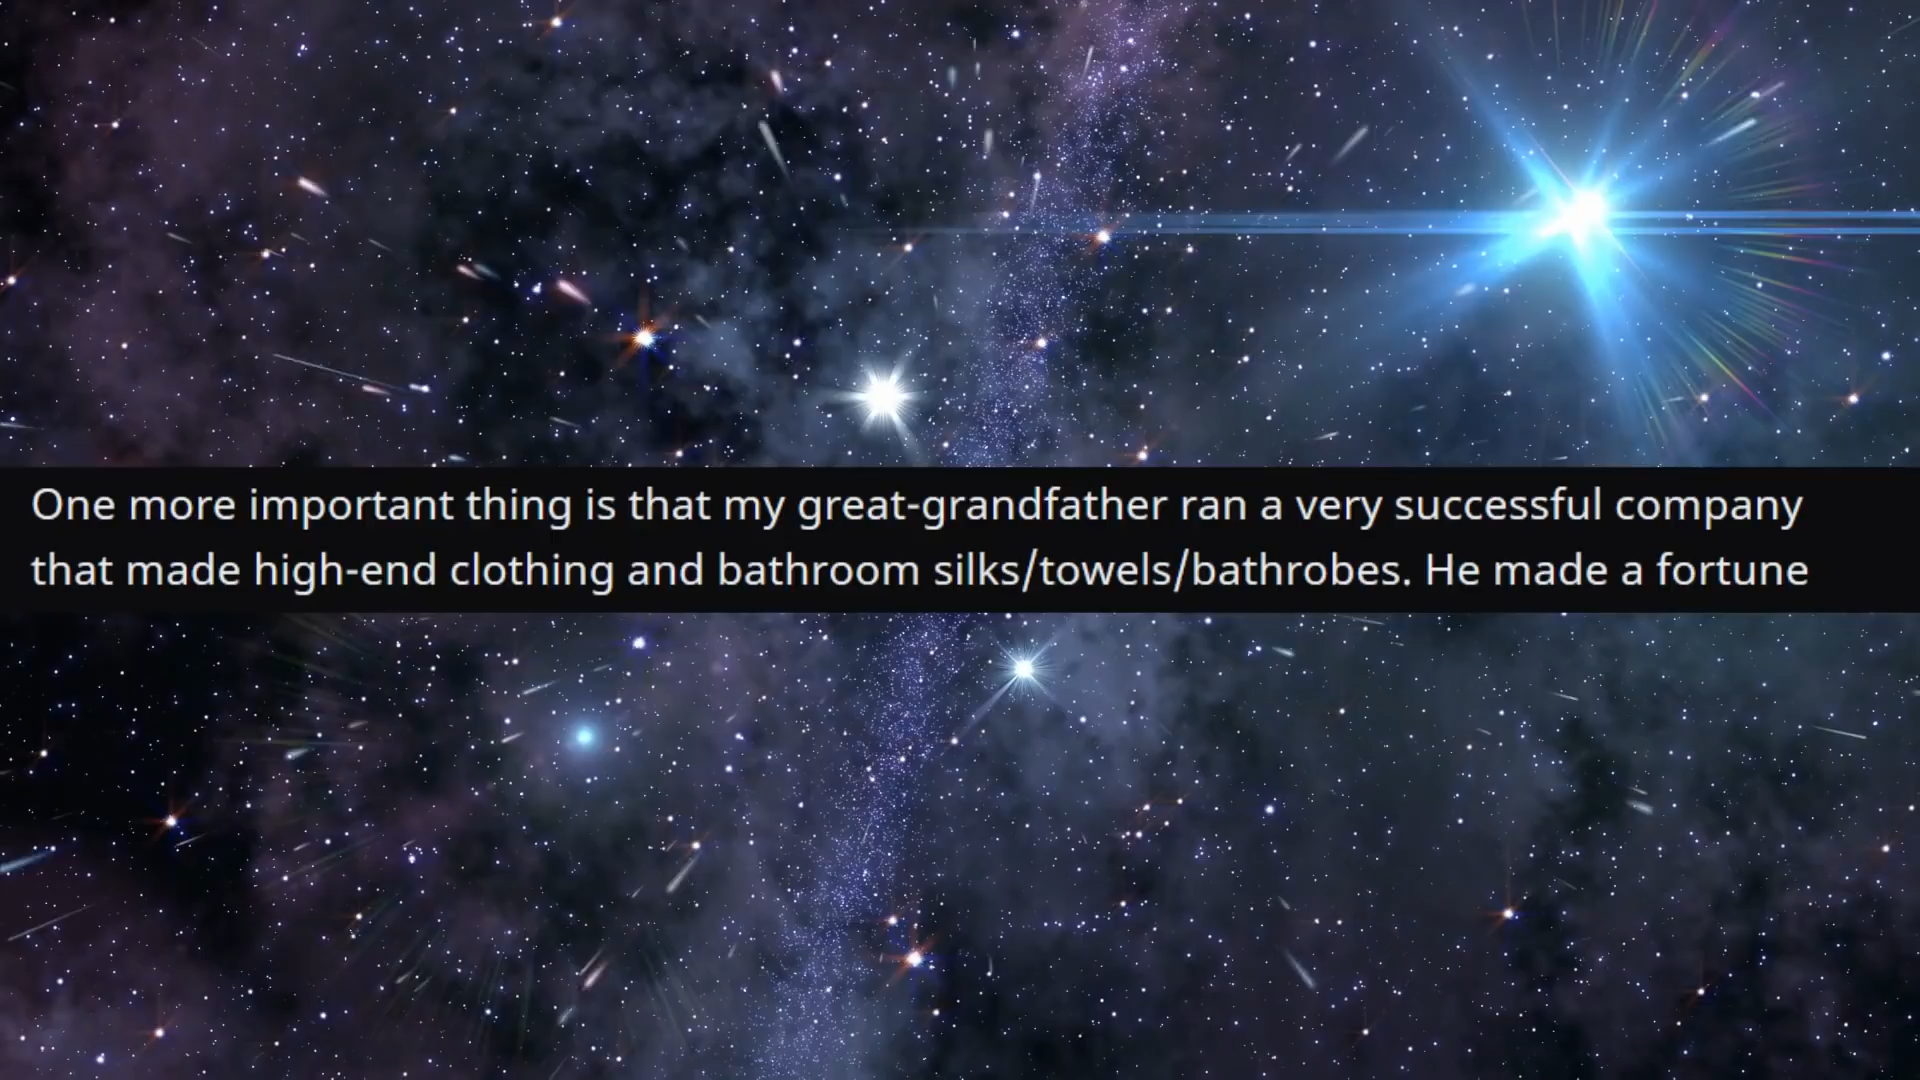 One more important thing is that my great-grandfather ran a very successful company
that made high-end clothing and bathroom silks/towels/bathrobes. He made a fortune